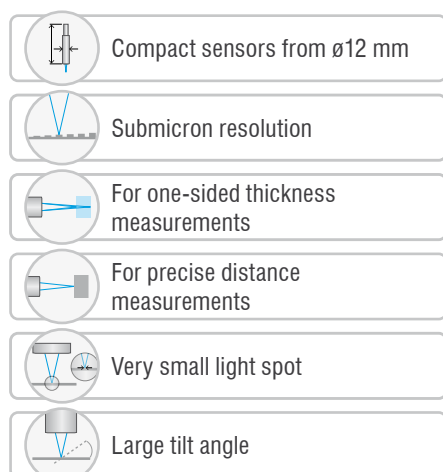 Compact sensors from ø12 mm
Submicron resolution
For one-sided thickness
measurements
For precise distance
measurements
Very small light spot
Large tilt angle